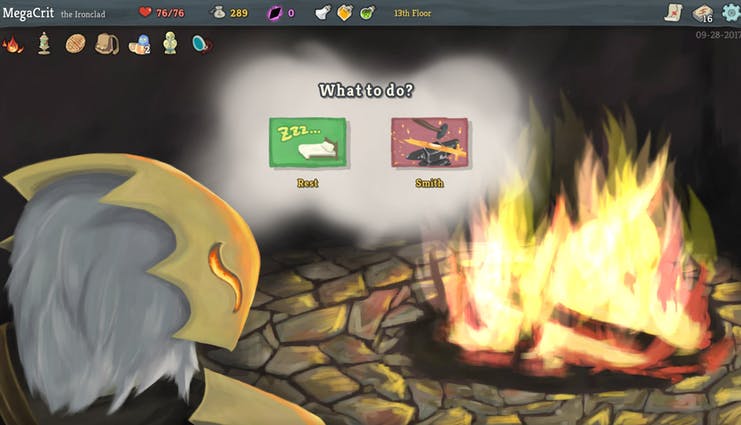 MegaCrit the Ironclad 76/76 289 0 13th Floor 16
09-28-2017
2
What to do?
Zzz...
Rest Smith